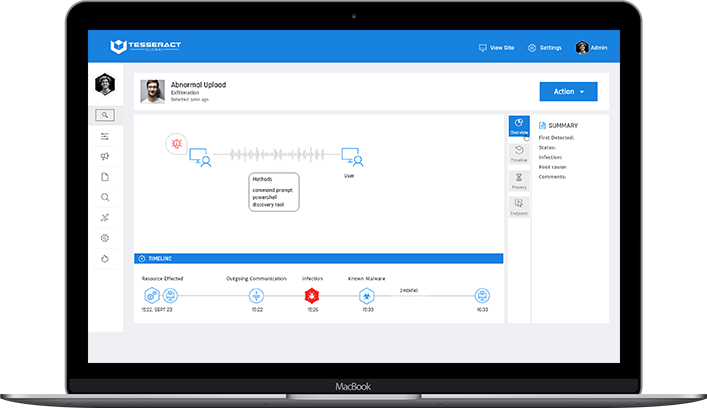 TESSERACT
GLOBAL
View Site
Settings
Admin
Abnormal Upload
Exfilteration
Detected: 5min ago
Action
Methods
command prompt
powershell
discovery tool
User
Overview
Timeline
Process
Endpoint
SUMMARY
First Detected:
Status:
Infection:
Root cause:
Comments:
TIMELINE
Resource Effected
Outgoing Communication
Infection
Known Malware
2 MONTHS
15:22, SEPT 23
15:22
15:26
15:33
16:33
MacBook